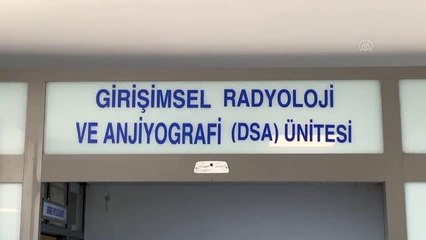 GİRİŞİMSEL RADYOLOJİ
VE ANJİYOGRAFİ (DSA) ÜNİTESİ